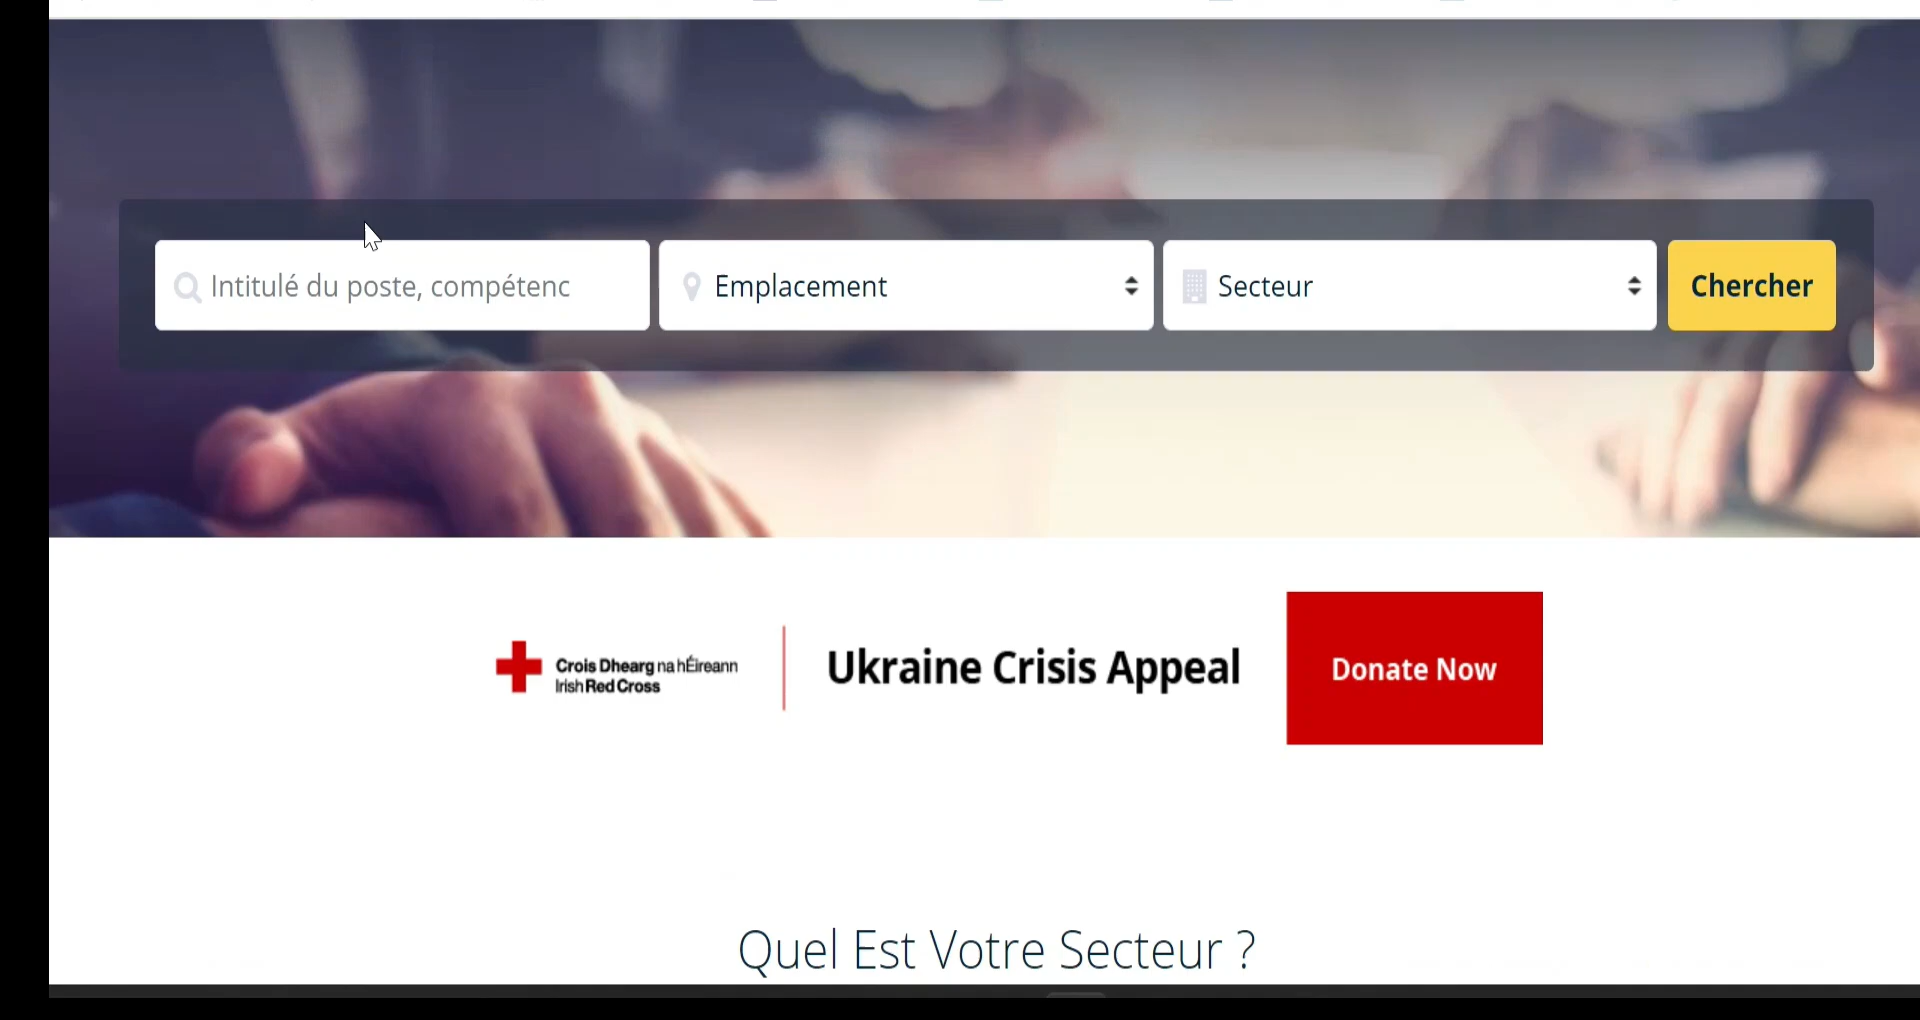 Intitulé du poste, compétenc
Emplacement
Secteur
Chercher
Crois Dhearg na hÉireann
Irish Red Cross
Ukraine Crisis Appeal
Donate Now
Quel Est Votre Secteur ?